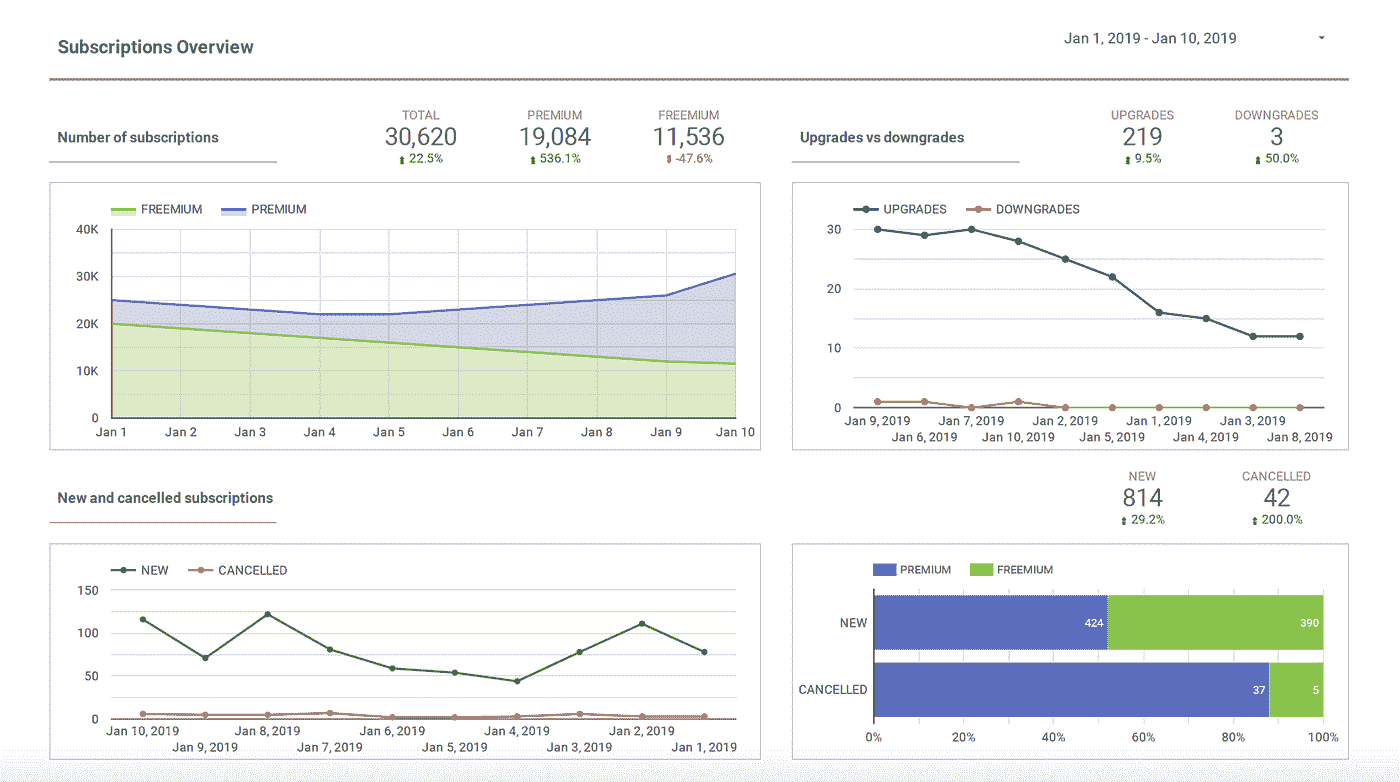 Subscriptions Overview
Jan 1, 2019 - Jan 10, 2019
Number of subscriptions
TOTAL PREMIUM FREEMIUM
30,620 19,084 11,536
22.5% 536.1% -47.6%
FREEMIUM PREMIUM
40K
30K
20K
10K
0
Jan 1 Jan 2 Jan 3 Jan 4 Jan 5 Jan 6 Jan 7 Jan 8 Jan 9 Jan 10
Upgrades vs downgrades
UPGRADES DOWNGRADES
219 3
9.5% 50.0%
UPGRADES DOWNGRADES
30
20
10
0
Jan 9, 2019 Jan 7, 2019 Jan 2, 2019 Jan 1, 2019 Jan 3, 2019
Jan 6, 2019 Jan 10, 2019 Jan 5, 2019 Jan 4, 2019 Jan 8, 2019
New and cancelled subscriptions
NEW CANCELLED
814 42
29.2% 200.0%
NEW CANCELLED
150
100
50
0
Jan 10, 2019 Jan 8, 2019 Jan 6, 2019 Jan 4, 2019 Jan 2, 2019
Jan 9, 2019 Jan 7, 2019 Jan 5, 2019 Jan 3, 2019 Jan 1, 2019
PREMIUM FREEMIUM
NEW 424 390
CANCELLED 37 5
0% 20% 40% 60% 80% 100%